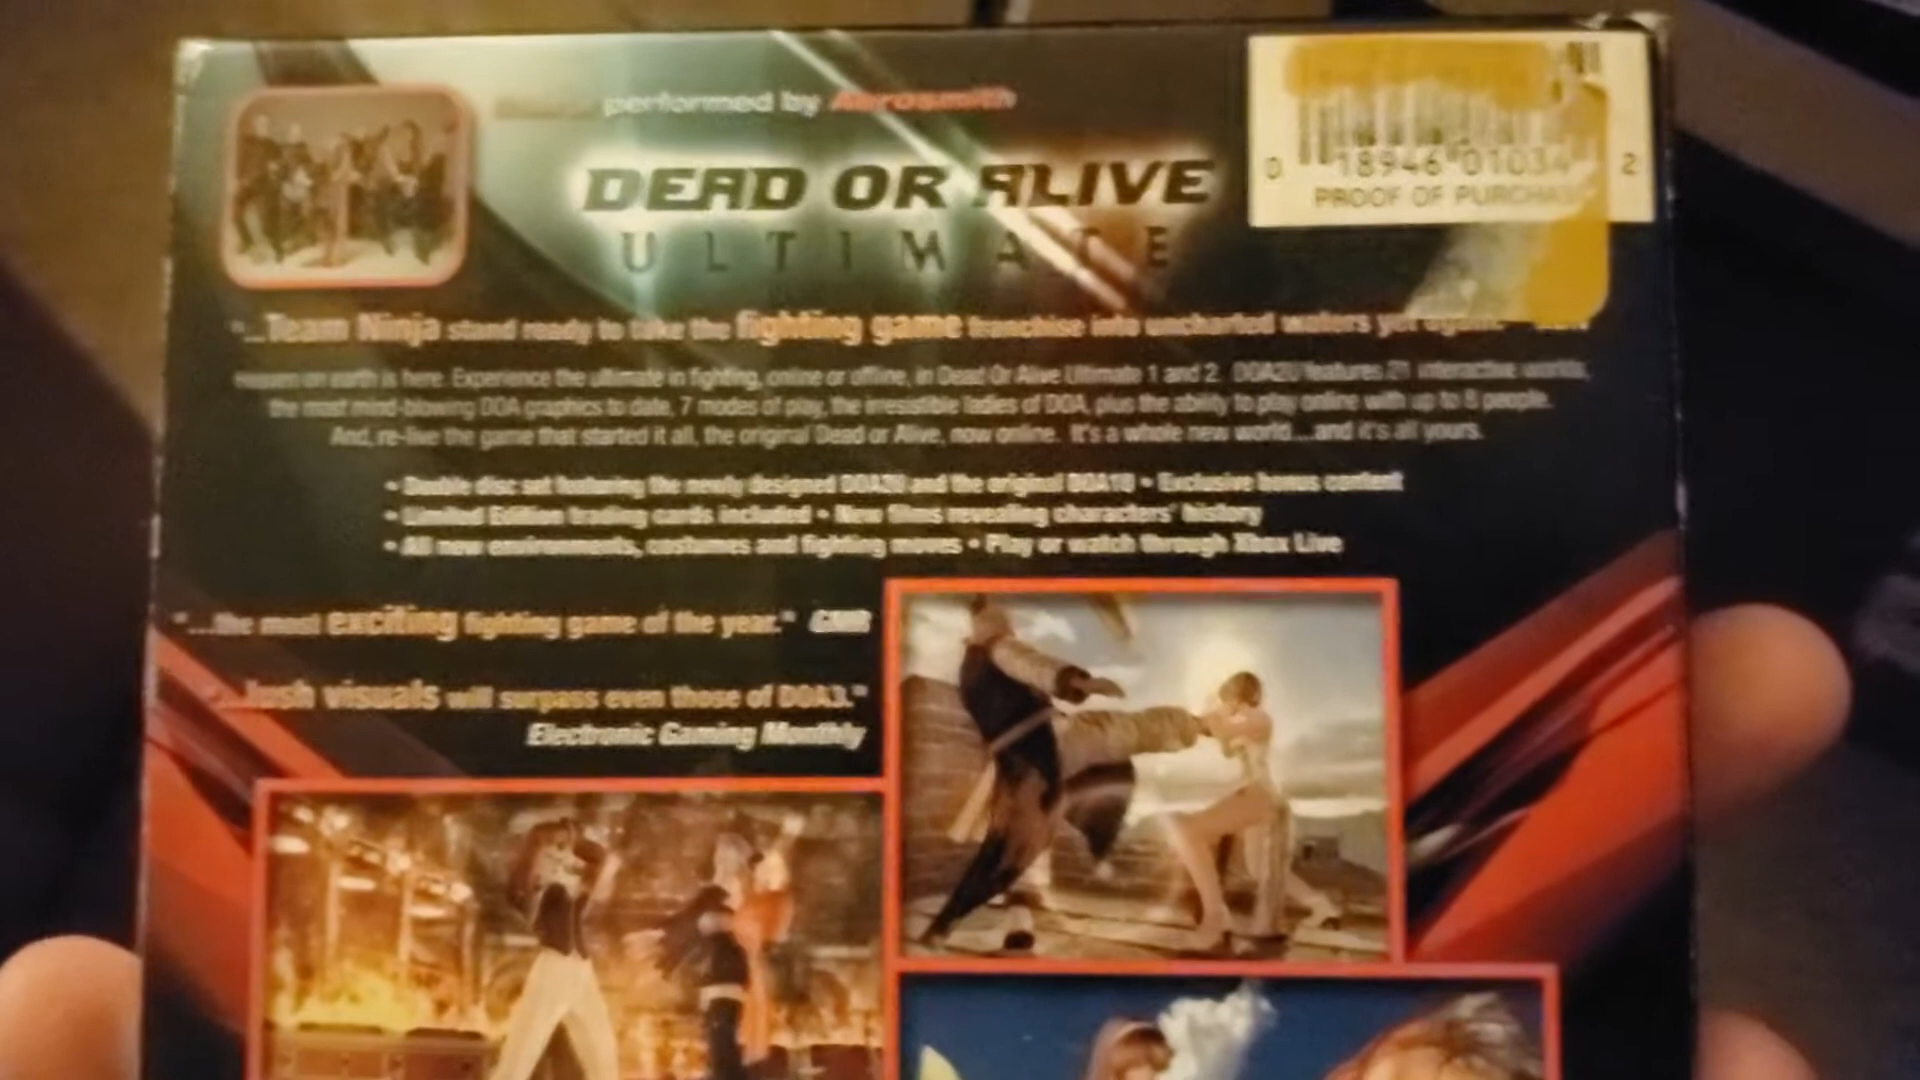 performed by Aerosmith
DEAD OR ALIVE
ULTIMATE
0 18946 01034 2
PROOF OF PURCHAS
"...Team Ninja stand ready to take the fighting game franchise into uncharted waters yet again."
Heaven on earth is here. Experience the ultimate in fighting, online or offline, in Dead Or Alive Ultimate 1 and 2. DOA2U features 21 interactive worlds,
the most mind-blowing DOA graphics to date, 7 modes of play, the irresistible ladies of DOA, plus the ability to play online with up to 8 people.
And, re-live the game that started it all, the original Dead or Alive, now online. It's a whole new world...and it's all yours.
• Double disc set featuring the newly designed DOA2U and the original DOA1U • Exclusive bonus content
• Limited Edition trading cards included • New films revealing characters' history
• All new environments, costumes and fighting moves • Play or watch through Xbox Live
"...the most exciting fighting game of the year."
"...lush visuals will surpass even those of DOA3."
Electronic Gaming Monthly